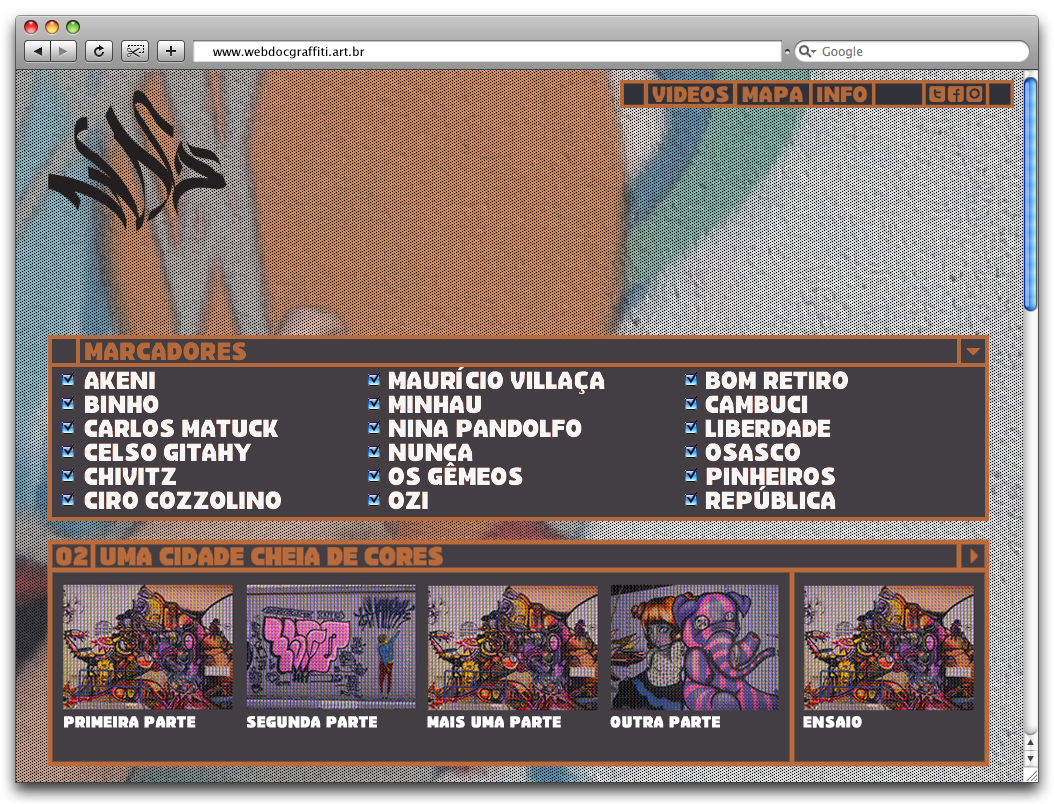 www.webdocgraffiti.art.br
Google
VIDEOS MAPA INFO
MARCADORES
AKENI MAURÍCIO VILLAÇA BOM RETIRO
BINHO MINHAU CAMBUCI
CARLOS MATUCK NINA PANDOLFO LIBERDADE
CELSO GITAHY NUNCA OSASCO
CHIVITZ OS GÊMEOS PINHEIROS
CIRO COZZOLINO OZI REPÚBLICA
02 UMA CIDADE CHEIA DE CORES
PRIMEIRA PARTE SEGUNDA PARTE MAIS UMA PARTE OUTRA PARTE ENSAIO